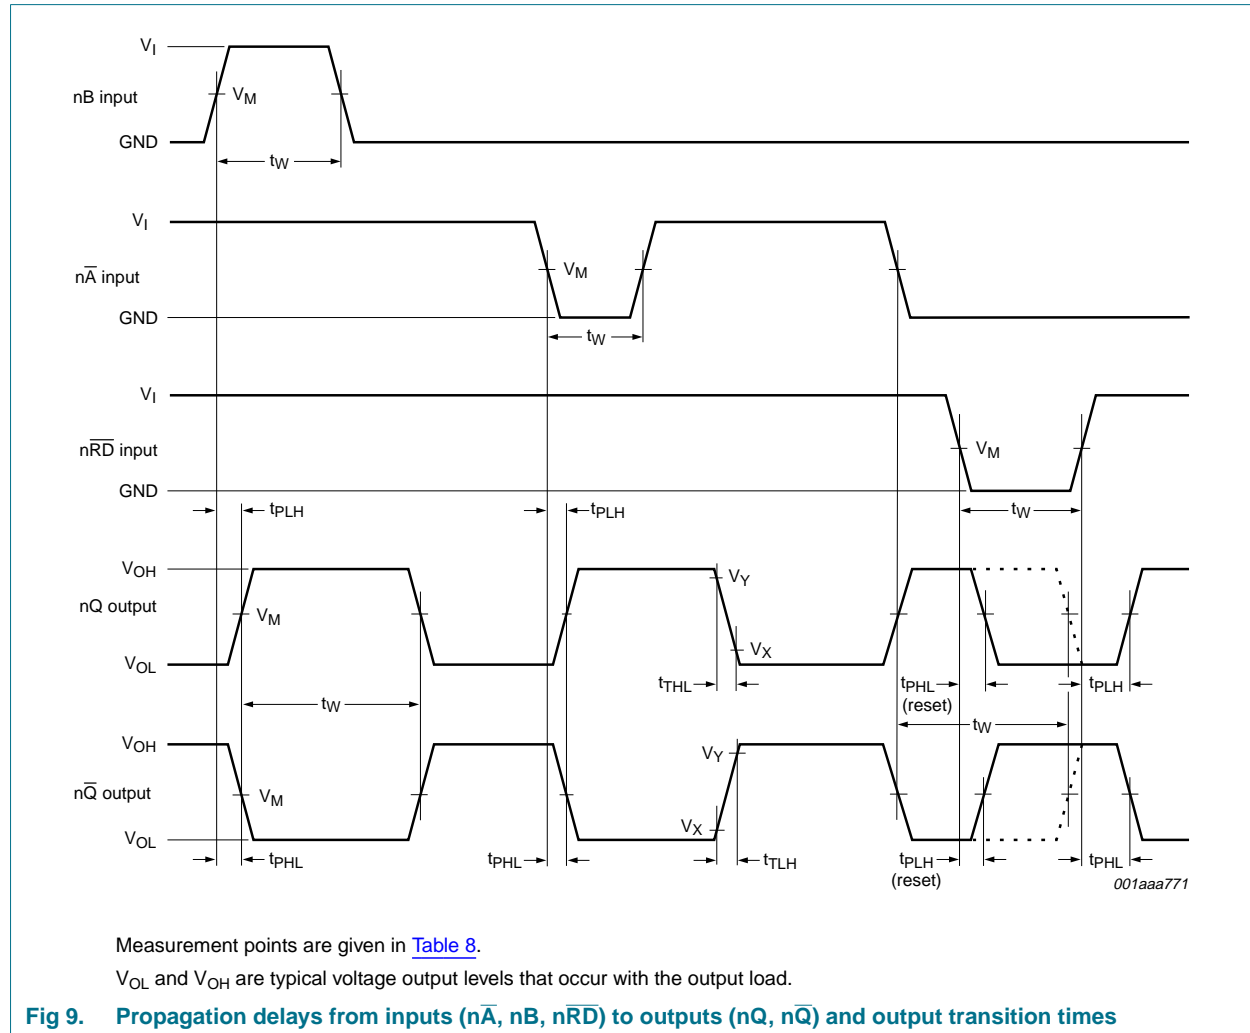 VI
nB input
VM
GND
tW
VI
nA̅ input
VM
GND
tW
VI
nR̅D̅ input
VM
GND
tPLH
tPLH
tW
VOH
nQ output
VM
VY
VX
VOL
tTHL
tPHL
(reset)
tPLH
tW
tW
VOH
nQ̅ output
VM
VY
VX
VOL
tPHL
tPHL
tTLH
tPLH
(reset)
tPHL
001aaa771
Measurement points are given in Table 8.
VOL and VOH are typical voltage output levels that occur with the output load.
Fig 9. Propagation delays from inputs (nA̅, nB, nR̅D̅) to outputs (nQ, nQ̅) and output transition times